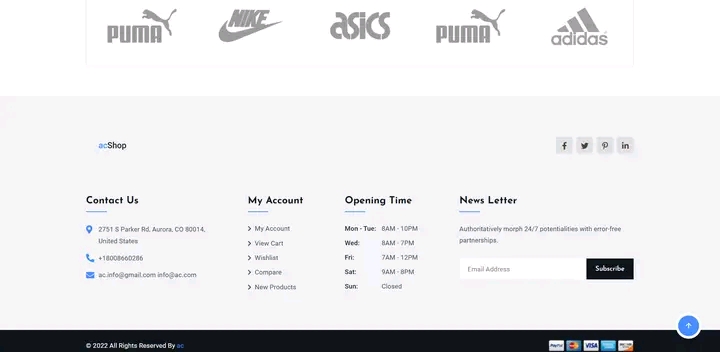 PUMA NIKE asics PUMA adidas
acShop
Contact Us
2751 S Parker Rd, Aurora, CO 80014,
United States
+18008660286
ac.info@gmail.com info@ac.com
My Account
My Account
View Cart
Wishlist
Compare
New Products
Opening Time
Mon - Tue: 8AM - 10PM
Wed: 8AM - 7PM
Fri: 7AM - 12PM
Sat: 9AM - 8PM
Sun: Closed
News Letter
Authoritatively morph 24/7 potentialities with error-free
partnerships.
Email Address Subscribe
© 2022 All Rights Reserved By ac
PayPal VISA